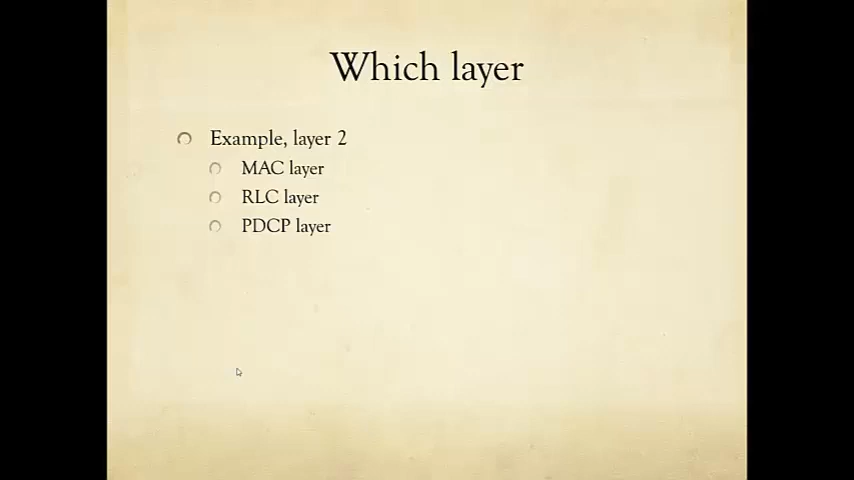 Which layer
Example, layer 2
MAC layer
RLC layer
PDCP layer